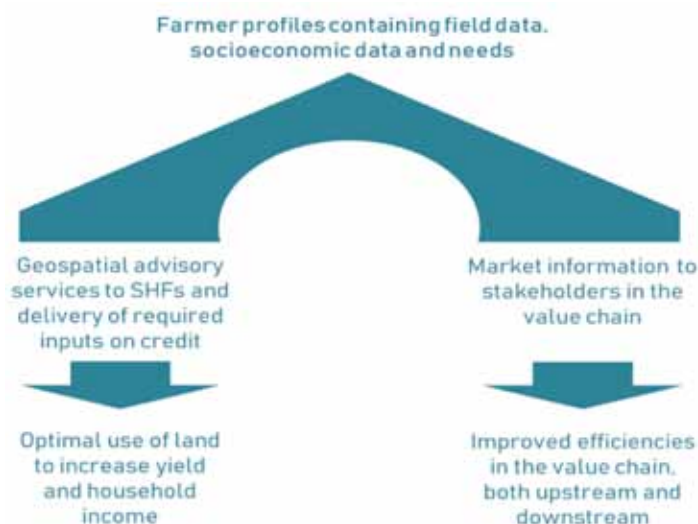 Farmer profiles containing field data,
socioeconomic data and needs
Geospatial advisory
services to SHFs and
delivery of required
inputs on credit
Market information to
stakeholders in the
value chain
Optimal use of land
to increase yield
and household
income
Improved efficiencies
in the value chain,
both upstream and
downstream